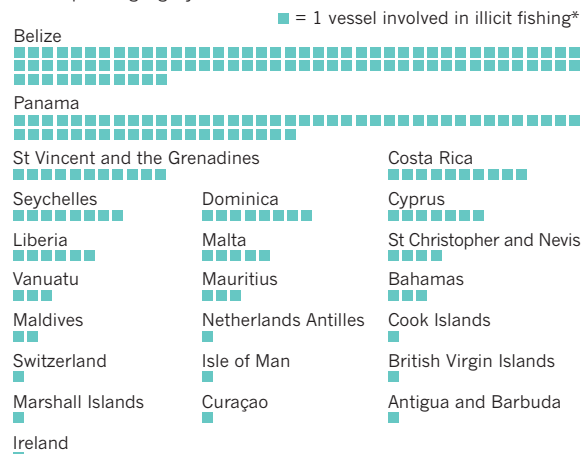 = 1 vessel involved in illicit fishing*
Belize
Panama
St Vincent and the Grenadines
Costa Rica
Seychelles
Dominica
Cyprus
Liberia
Malta
St Christopher and Nevis
Vanuatu
Mauritius
Bahamas
Maldives
Netherlands Antilles
Cook Islands
Switzerland
Isle of Man
British Virgin Islands
Marshall Islands
Curaçao
Antigua and Barbuda
Ireland